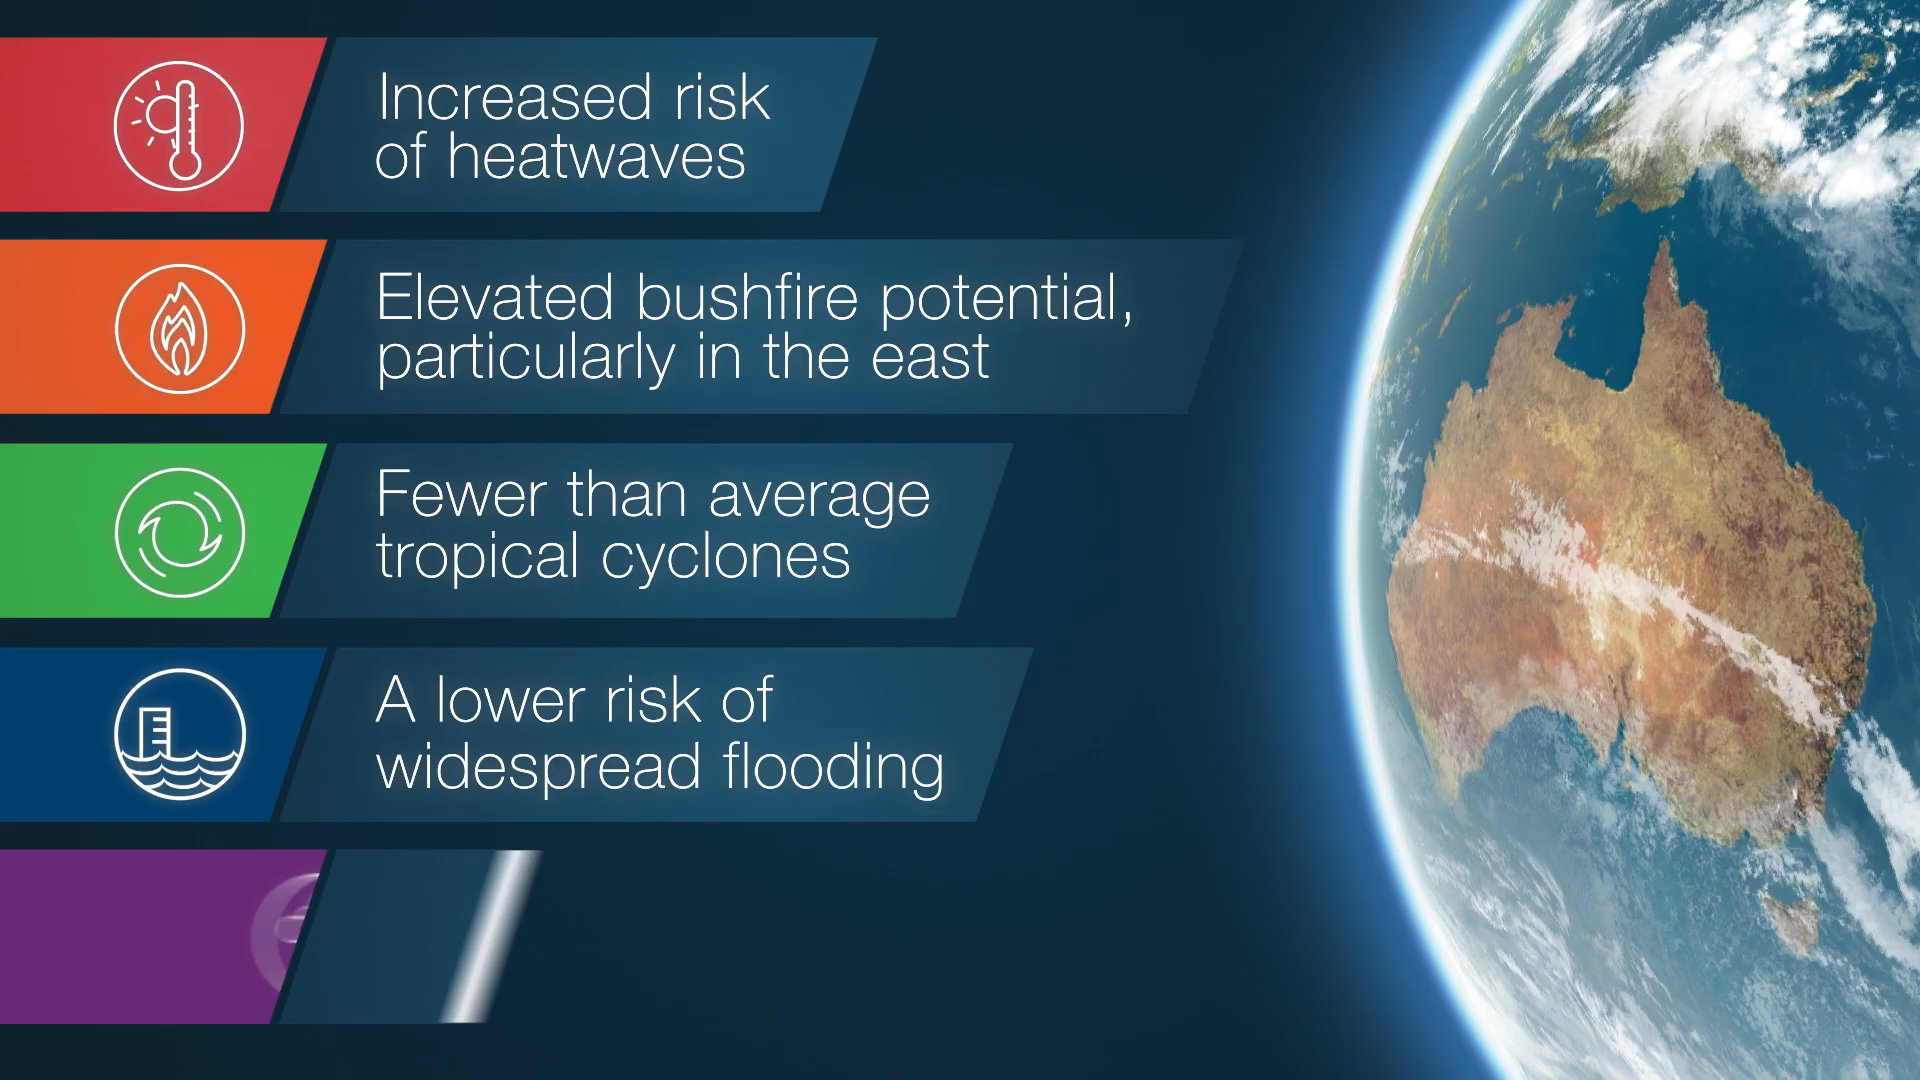 Increased risk
of heatwaves
Elevated bushfire potential,
particularly in the east
Fewer than average
tropical cyclones
A lower risk of
widespread flooding